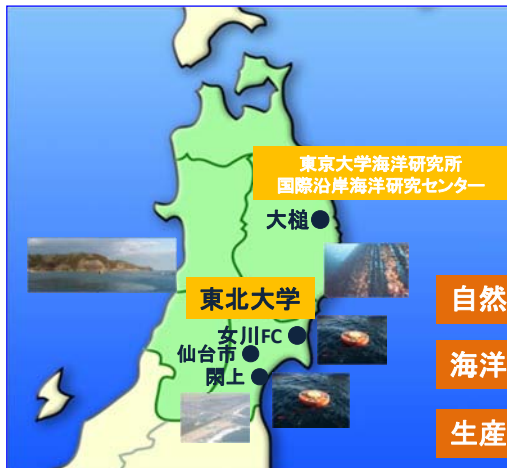 東京大学海洋研究所
国際沿岸海洋研究センター
大槌
東北大学
自然
女川FC
仙台市
海洋
閖上
生産